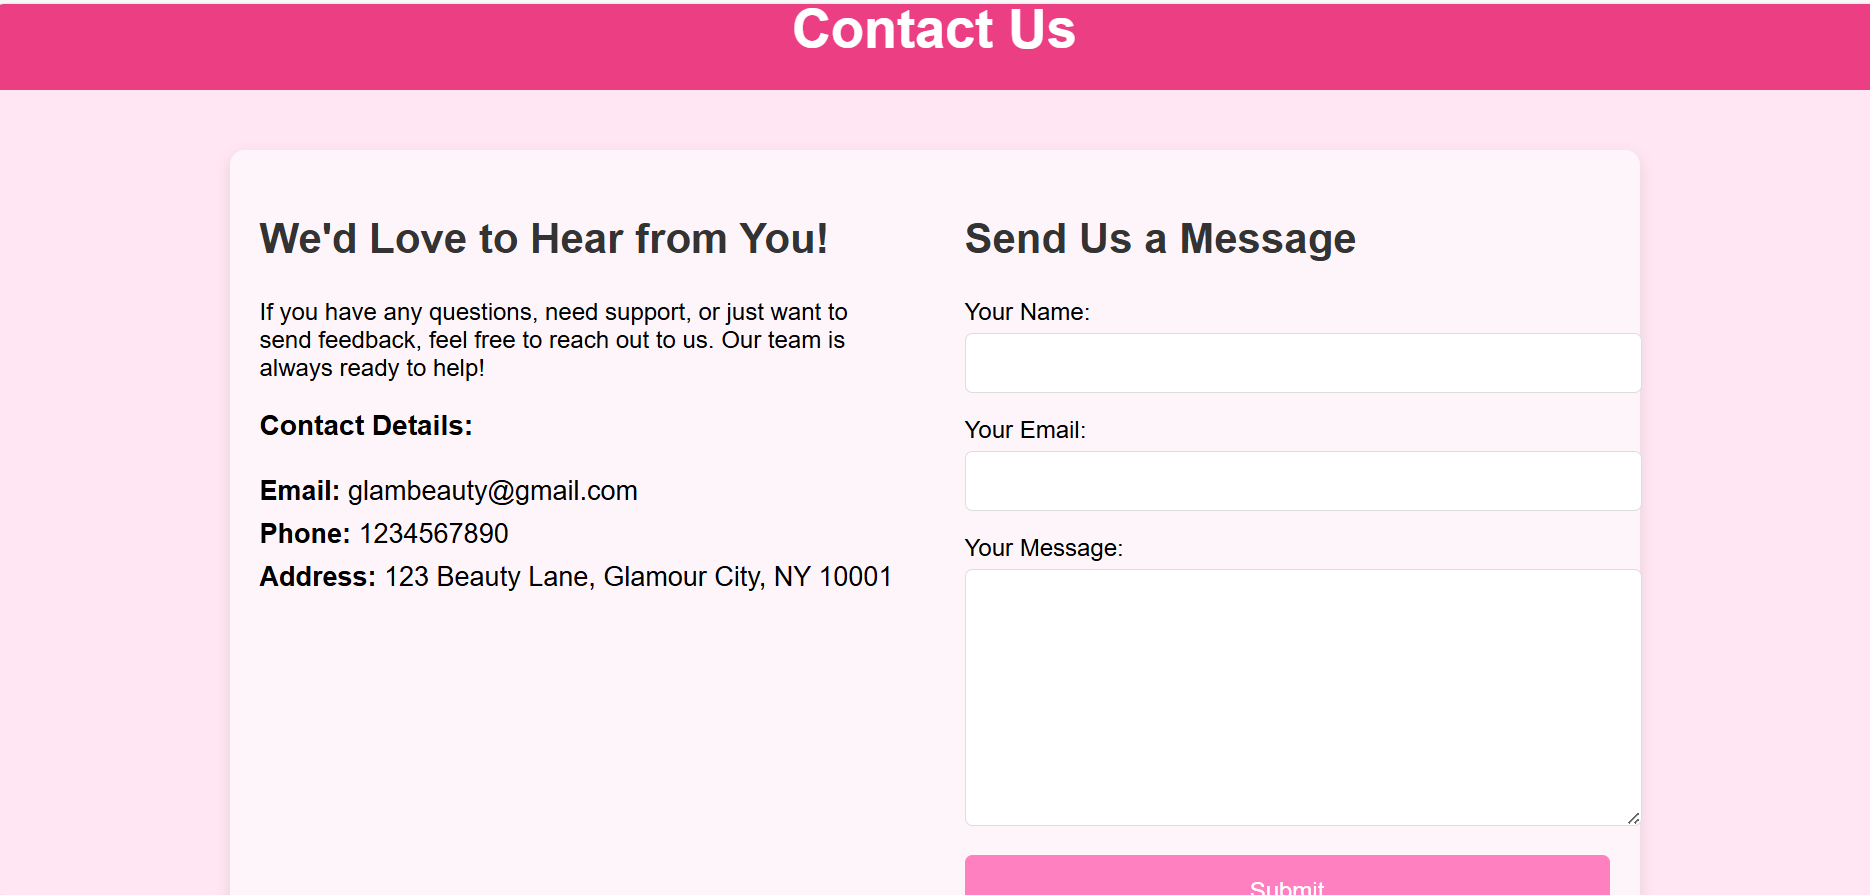 Contact Us
We'd Love to Hear from You!
If you have any questions, need support, or just want to
send feedback, feel free to reach out to us. Our team is
always ready to help!
Contact Details:
Email: glambeauty@gmail.com
Phone: 1234567890
Address: 123 Beauty Lane, Glamour City, NY 10001
Send Us a Message
Your Name:
Your Email:
Your Message:
Submit